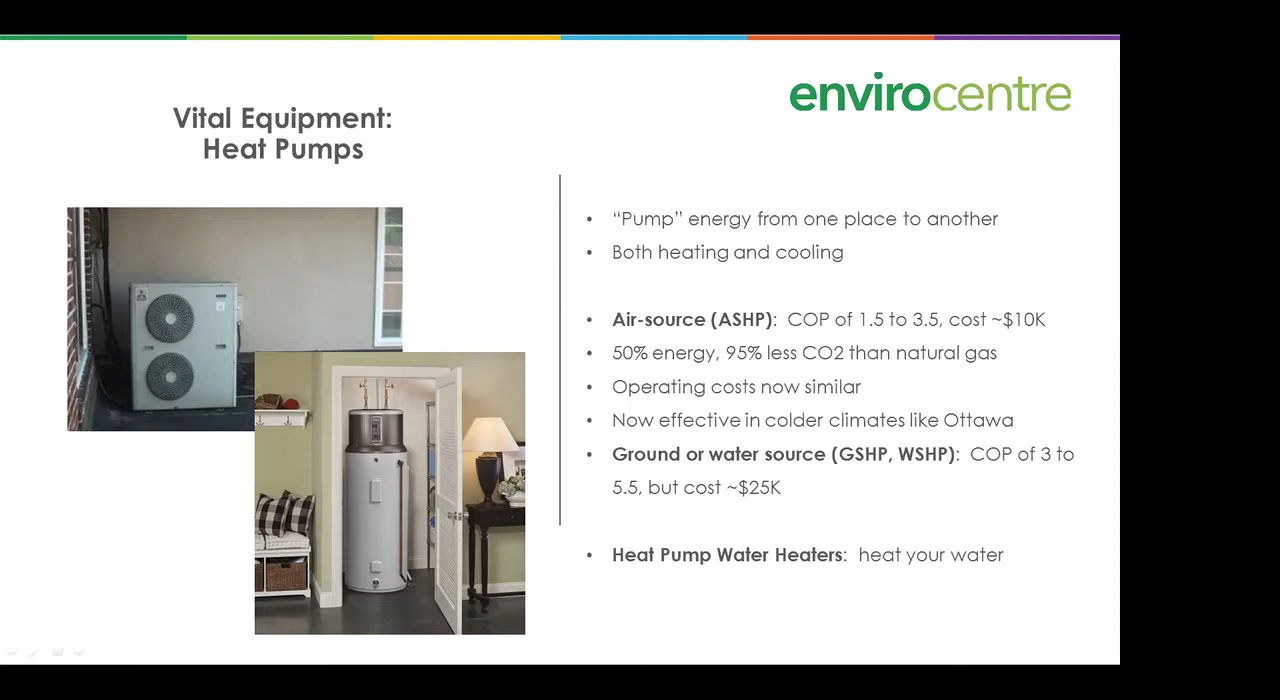 envirocentre
Vital Equipment:
Heat Pumps
• “Pump” energy from one place to another
• Both heating and cooling
• Air-source (ASHP): COP of 1.5 to 3.5, cost ~$10K
• 50% energy, 95% less CO2 than natural gas
• Operating costs now similar
• Now effective in colder climates like Ottawa
• Ground or water source (GSHP, WSHP): COP of 3 to
5.5, but cost ~$25K
• Heat Pump Water Heaters: heat your water